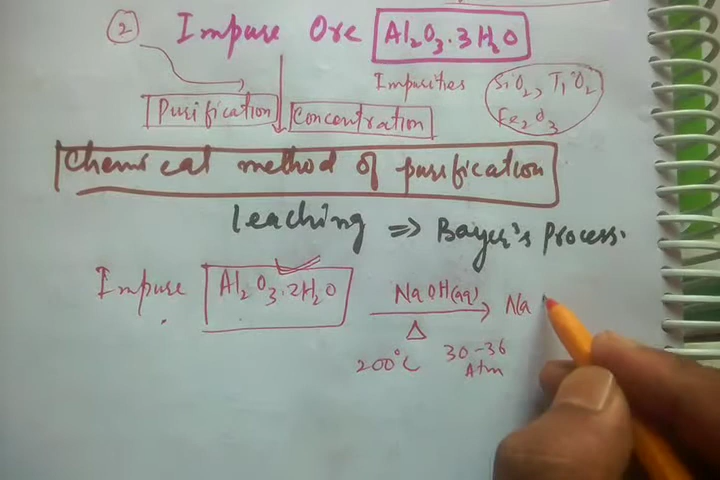 2 Impure Ore Al2O3.3H2O
Impurities SiO2, TiO2
Fe2O3
Purification Concentration
Chemical method of purification
leaching => Bayer's Process.
Impure Al2O3.2H2O NaOH(aq) Na
Δ
200°C 30-36
Atm